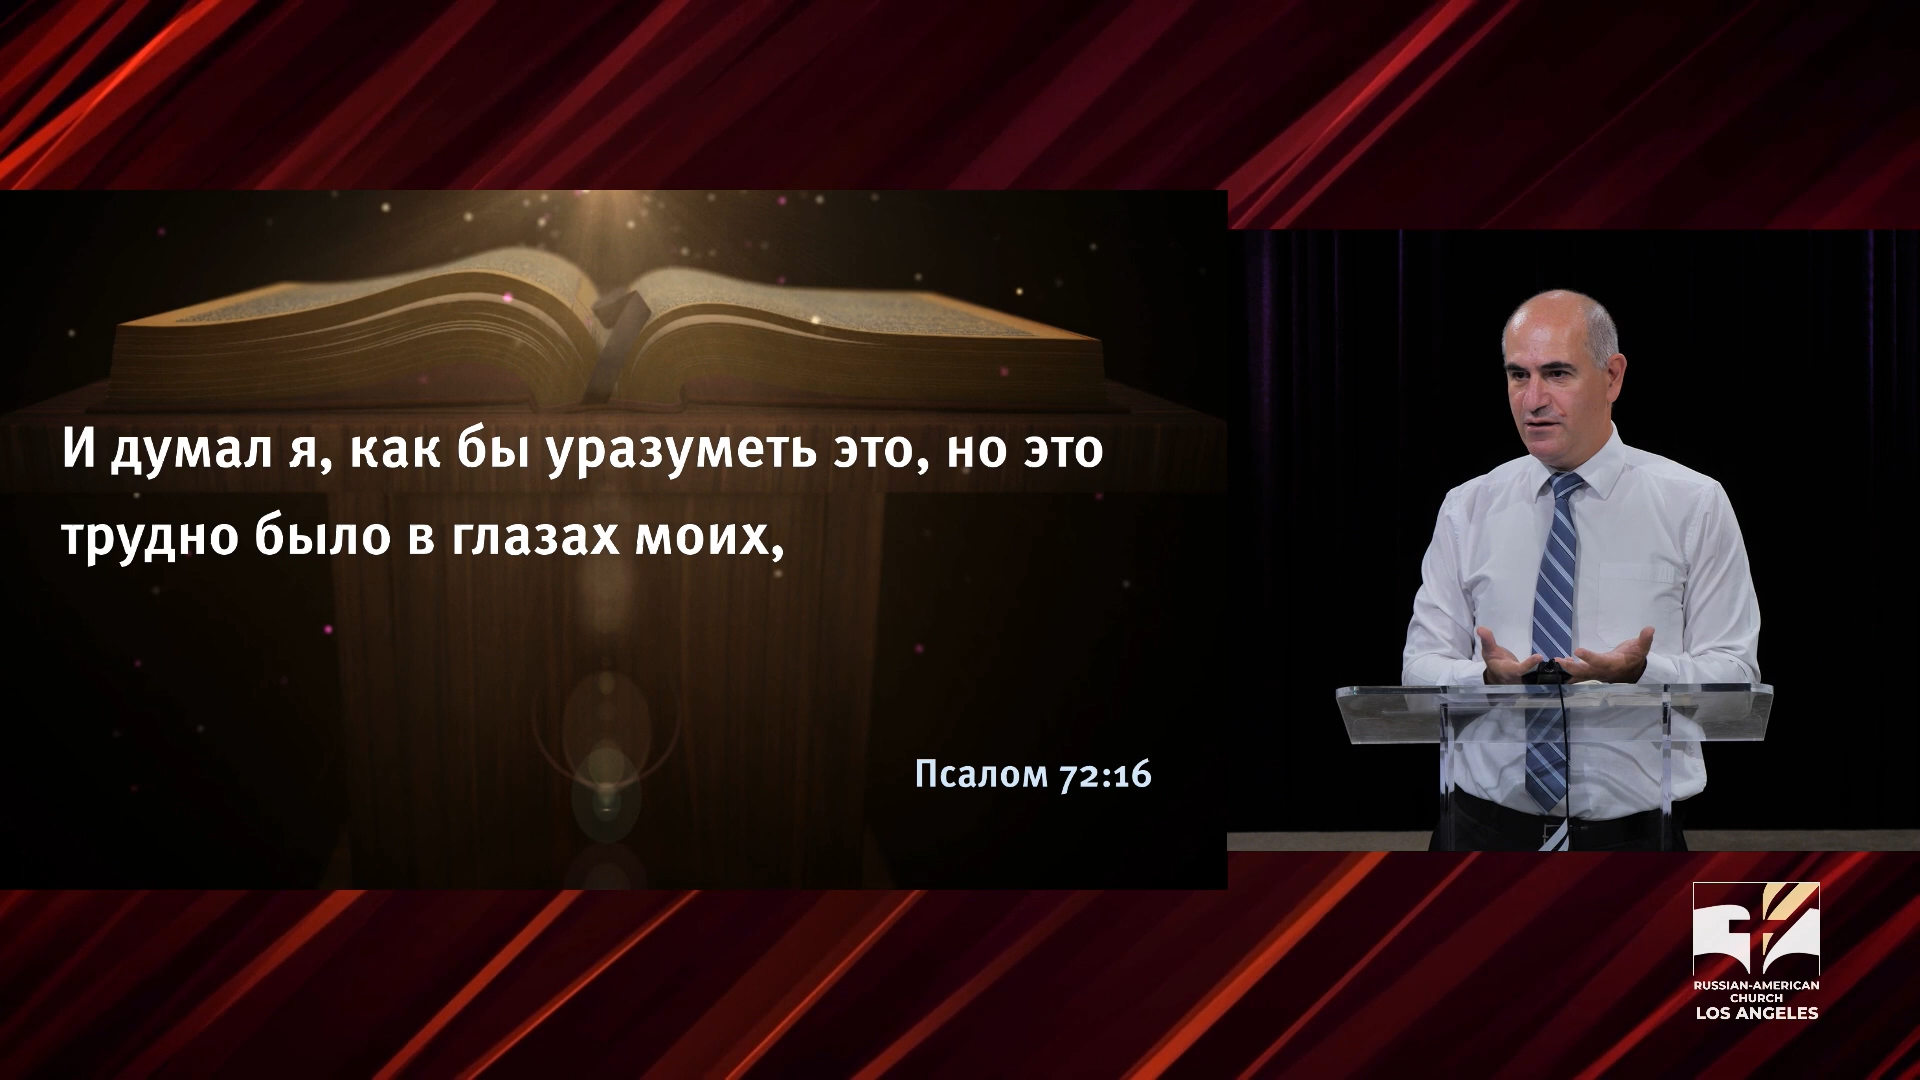 И думал я, как бы уразуметь это, но это
трудно было в глазах моих,
Псалом 72:16
RUSSIAN-AMERICAN
CHURCH
LOS ANGELES